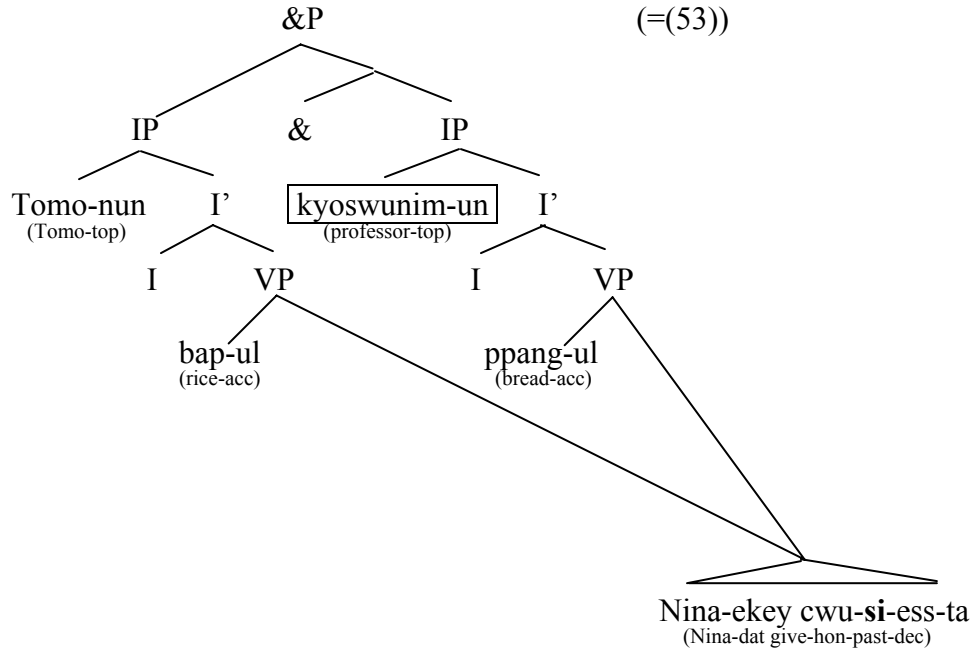 &P (=(53))
IP & IP
Tomo-nun I’ kyoswunim-un I’
(Tomo-top) (professor-top)
I VP I VP
bap-ul ppang-ul
(rice-acc) (bread-acc)
Nina-ekey cwu-si-ess-ta
(Nina-dat give-hon-past-dec)